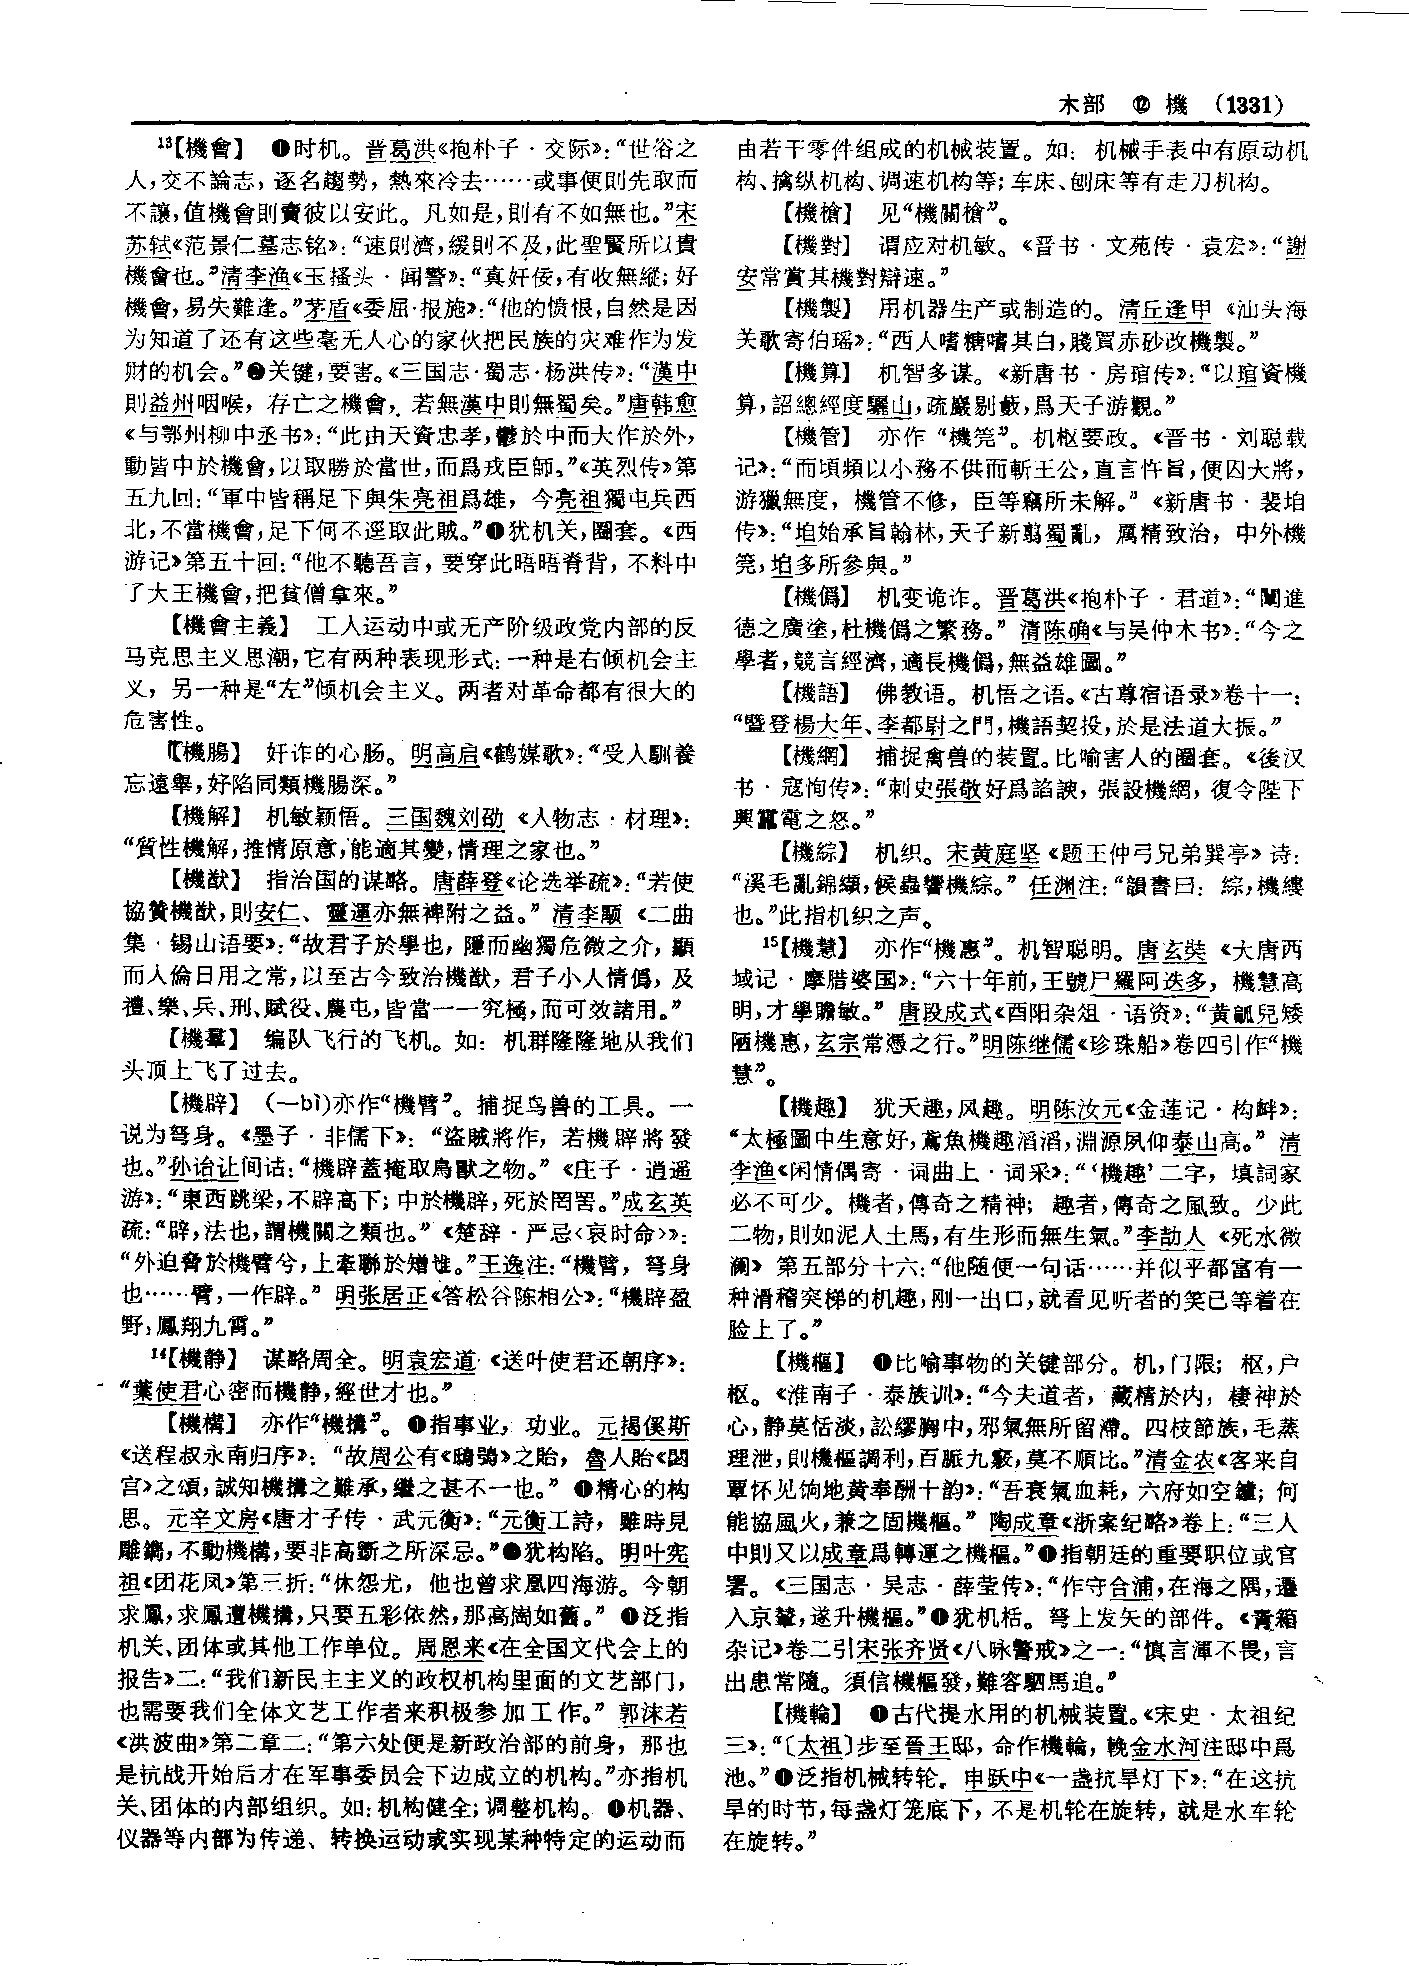 木部 ⑫ 機 (1331)
¹³【機會】 ❶时机。晋葛洪《抱朴子·交际》：“世俗之
人，交不論志，逐名趨勢，熱來冷去……或事便則先取而
不讓，值機會則賣彼以安此。凡如是，則有不如無也。”宋
苏轼《范景仁墓志铭》：“速則濟，緩則不及，此聖賢所以貴
機會也。”清李渔《玉搔头·闻警》：“真奸佞，有收無縱；好
機會，易失難逢。”茅盾《委屈·报施》：“他的愤恨，自然是因
为知道了还有这些毫无人心的家伙把民族的灾难作为发
财的机会。”❷关键，要害。《三国志·蜀志·杨洪传》：“漢中
則益州咽喉，存亡之機會，若無漢中則無蜀矣。”唐韩愈
《与鄂州柳中丞书》：“此由天資忠孝，鬱於中而大作於外，
動皆中於機會，以取勝於當世，而爲戎臣師。”《英烈传》第
五九回：“軍中皆稱足下與朱亮祖爲雄，今亮祖獨屯兵西
北，不當機會，足下何不逕取此賊。”❸犹机关，圈套。《西
游记》第五十回：“他不聽吾言，要穿此晤晤脊背，不料中
了大王機會，把貧僧拿來。”
【機會主義】 工人运动中或无产阶级政党内部的反
马克思主义思潮，它有两种表现形式：一种是右倾机会主
义，另一种是“左”倾机会主义。两者对革命都有很大的
危害性。
【機腸】 奸诈的心肠。明高启《鹤媒歌》：“受人馴養
忘遠舉，好陷同類機腸深。”
【機解】 机敏颖悟。三国魏刘劭《人物志·材理》：
“質性機解，推情原意，能適其變，情理之家也。”
【機猷】 指治国的谋略。唐薛登《论选举疏》：“若使
協贊機猷，則安仁、靈運亦無裨附之益。”清李颙《二曲
集·锡山语要》：“故君子於學也，隱而幽獨危微之介，顯
而人倫日用之常，以至古今致治機猷，君子小人情僞，及
禮、樂、兵、刑、賦役、農屯，皆當一一究極，而可效諸用。”
【機羣】 编队飞行的飞机。如：机群隆隆地从我们
头顶上飞了过去。
【機辟】 （—bì）亦作“機臂”。捕捉鸟兽的工具。一
说为弩身。《墨子·非儒下》：“盜賊將作，若機辟將發
也。”孙诒让间诂：“機辟蓋掩取鳥獸之物。”《庄子·逍遥
游》：“東西跳梁，不辟高下；中於機辟，死於罔罟。”成玄英
疏：“辟，法也，謂機關之類也。”《楚辞·严忌〈哀时命〉》：
“外迫脅於機臂兮，上牽聯於矰隿。”王逸注：“機臂，弩身
也……臂，一作辟。”明张居正《答松谷陈相公》：“機辟盈
野，鳳翔九霄。”
¹⁴【機静】 谋略周全。明袁宏道《送叶使君还朝序》：
“葉使君心密而機静，經世才也。”
【機構】 亦作“機搆”。❶指事业，功业。元揭傒斯
《送程叔永南归序》：“故周公有《鴟鴞》之貽，魯人貽《閟
宫》之頌，誠知機搆之難承，繼之甚不一也。”❷精心的构
思。元辛文房《唐才子传·武元衡》：“元衡工詩，雖時見
雕鐫，不動機構，要非高斲之所深忌。”❸犹构陷。明叶宪
祖《团花凤》第三折：“休怨尤，他也曾求凰四海游。今朝
求鳳，求鳳遭機搆，只要五彩依然，那高崗如舊。”❹泛指
机关、团体或其他工作单位。周恩来《在全国文代会上的
报告》二：“我们新民主主义的政权机构里面的文艺部门，
也需要我们全体文艺工作者来积极参加工作。”郭沫若
《洪波曲》第二章二：“第六处便是新政治部的前身，那也
是抗战开始后才在军事委员会下边成立的机构。”亦指机
关、团体的内部组织。如：机构健全；调整机构。❺机器、
仪器等内部为传递、转换运动或实现某种特定的运动而
由若干零件组成的机械装置。如：机械手表中有原动机
构、擒纵机构、调速机构等；车床、刨床等有走刀机构。
【機槍】 见“機關槍”。
【機對】 谓应对机敏。《晋书·文苑传·袁宏》：“謝
安常賞其機對辯速。”
【機製】 用机器生产或制造的。清丘逢甲《汕头海
关歌寄伯瑶》：“西人嗜糖嗜其白，賤買赤砂改機製。”
【機算】 机智多谋。《新唐书·房琯传》：“以琯資機
算，詔總經度驪山，疏巖剔藪，爲天子游觀。”
【機管】 亦作“機筦”。机枢要政。《晋书·刘聪载
记》：“而頃頻以小務不供而斬王公，直言忤旨，便囚大將，
游獵無度，機管不修，臣等竊所未解。”《新唐书·裴垍
传》：“垍始承旨翰林，天子新翦蜀亂，厲精致治，中外機
筦，垍多所參與。”
【機僞】 机变诡诈。晋葛洪《抱朴子·君道》：“闡進
德之廣塗，杜機僞之繁務。”清陈确《与吴仲木书》：“今之
學者，競言經濟，適長機僞，無益雄圖。”
【機語】 佛教语。机悟之语。《古尊宿语录》卷十一：
“暨登楊大年、李都尉之門，機語契投，於是法道大振。”
【機網】 捕捉禽兽的装置。比喻害人的圈套。《後汉
书·寇恂传》：“刺史張敬好爲諂諛，張設機網，復令陛下
興雷電之怒。”
【機綜】 机织。宋黄庭坚《题王仲弓兄弟巽亭》诗：
“溪毛亂錦纈，候蟲響機綜。”任渊注：“韻書曰：綜，機縷
也。”此指机织之声。
¹⁵【機慧】 亦作“機惠”。机智聪明。唐玄奘《大唐西
域记·摩腊婆国》：“六十年前，王號尸羅阿迭多，機慧高
明，才學贍敏。”唐段成式《酉阳杂俎·语资》：“黄㼐兒矮
陋機惠，玄宗常憑之行。”明陈继儒《珍珠船》卷四引作“機
慧”。
【機趣】 犹天趣，风趣。明陈汝元《金莲记·构衅》：
“太極圖中生意好，鳶魚機趣滔滔，淵源夙仰泰山高。”清
李渔《闲情偶寄·词曲上·词采》：“‘機趣’二字，填詞家
必不可少。機者，傳奇之精神；趣者，傳奇之風致。少此
二物，則如泥人土馬，有生形而無生氣。”李劼人《死水微
澜》第五部分十六：“他随便一句话……并似乎都富有一
种滑稽突梯的机趣，刚一出口，就看见听者的笑已等着在
脸上了。”
【機樞】 ❶比喻事物的关键部分。机，门限；枢，户
枢。《淮南子·泰族训》：“今夫道者，藏精於内，棲神於
心，静莫恬淡，訟繆胸中，邪氣無所留滯。四枝節族，毛蒸
理泄，則機樞調利，百脈九竅，莫不順比。”清金农《客来自
覃怀见饷地黄奉酬十韵》：“吾衰氣血耗，六府如空罏；何
能協風火，兼之固機樞。”陶成章《浙案纪略》卷上：“三人
中則又以成章爲轉運之機樞。”❷指朝廷的重要职位或官
署。《三国志·吴志·薛莹传》：“作守合浦，在海之隅，遷
入京輦，遂升機樞。”❸犹机栝。弩上发矢的部件。《青箱
杂记》卷二引宋张齐贤《八咏警戒》之一：“慎言渾不畏，言
出患常隨。須信機樞發，難容駟馬追。”
【機輪】 ❶古代提水用的机械装置。《宋史·太祖纪
三》：“〔太祖〕步至晉王邸，命作機輪，輓金水河注邸中爲
池。”❷泛指机械转轮。申跃中《一盏抗旱灯下》：“在这抗
旱的时节，每盏灯笼底下，不是机轮在旋转，就是水车轮
在旋转。”